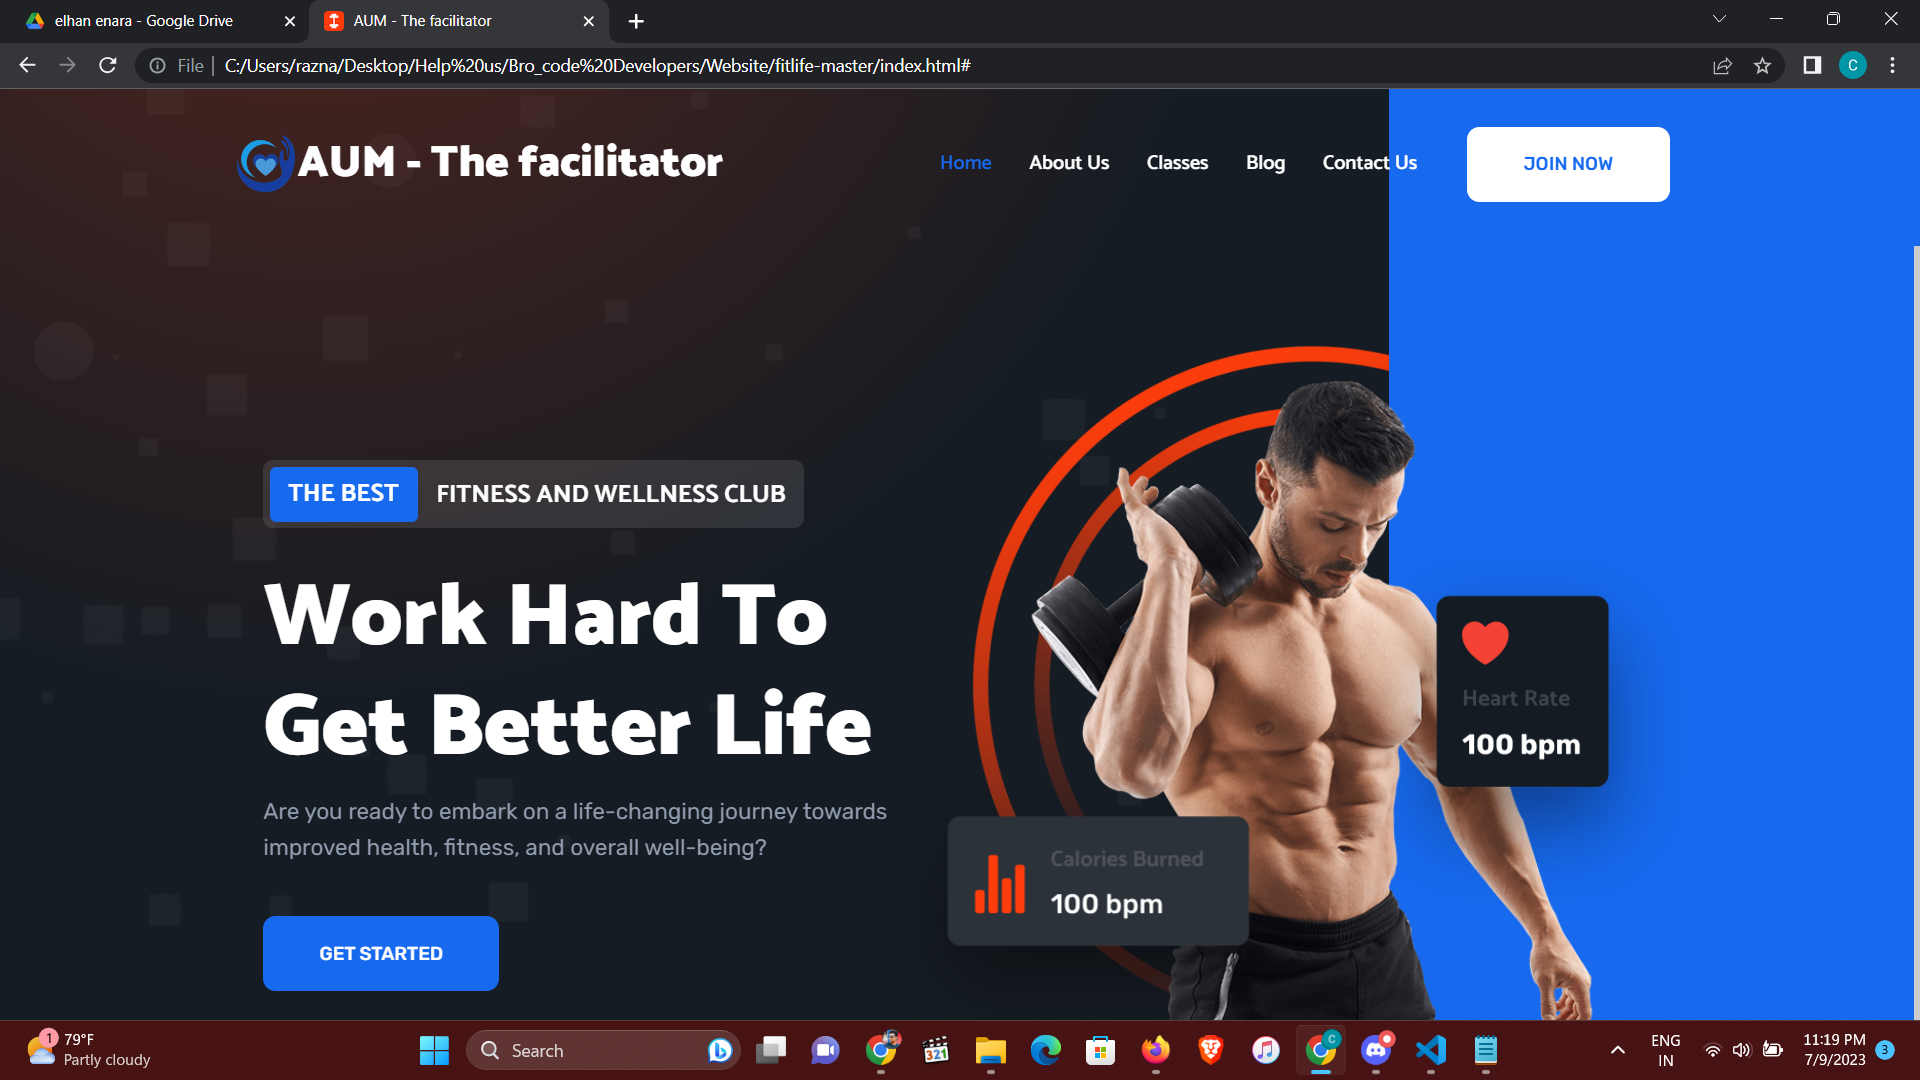 elhan enara - Google Drive
AUM - The facilitator
File
C:/Users/razna/Desktop/Help%20us/Bro_code%20Developers/Website/fitlife-master/index.html#
C
AUM - The facilitator
Home
About Us
Classes
Blog
Contact Us
JOIN NOW
THE BEST
FITNESS AND WELLNESS CLUB
Work Hard To
Get Better Life
Are you ready to embark on a life-changing journey towards
improved health, fitness, and overall well-being?
GET STARTED
Heart Rate
100 bpm
Calories Burned
100 bpm
1
79°F
Partly cloudy
Search
321
C
ENG
IN
11:19 PM
7/9/2023
3